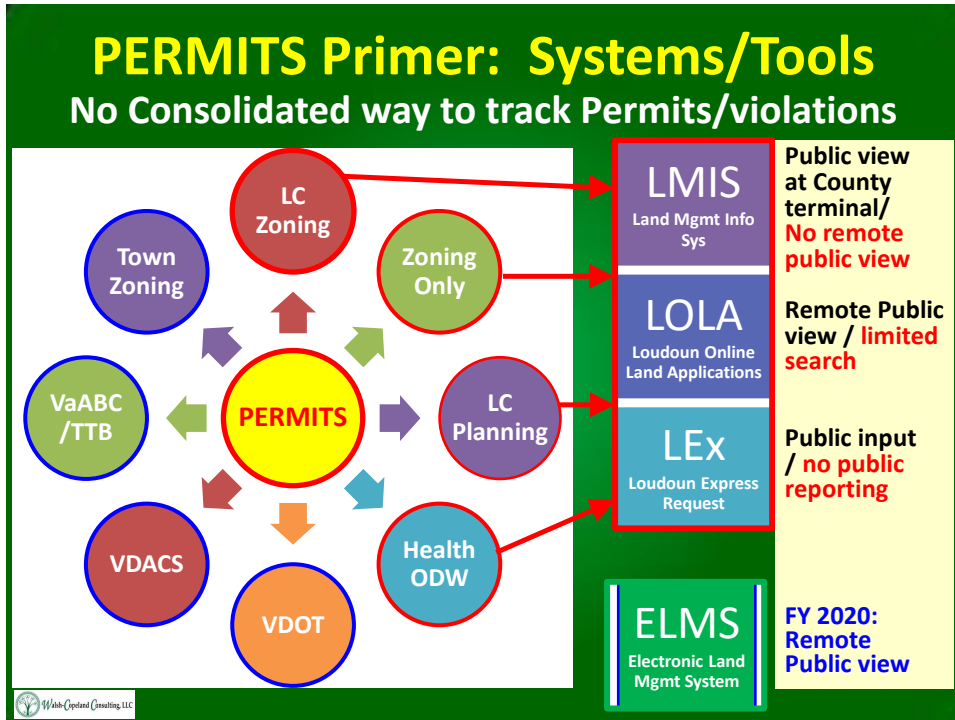 PERMITS Primer: Systems/Tools
No Consolidated way to track Permits/violations
LC
Zoning
Zoning
Only
LC
Planning
Health
ODW
VDOT
VDACS
VaABC
/TTB
Town
Zoning
PERMITS
LMIS
Land Mgmt Info
Sys
Public view
at County
terminal/
No remote
public view
LOLA
Loudoun Online
Land Applications
Remote Public
view / limited
search
LEx
Loudoun Express
Request
Public input
/ no public
reporting
ELMS
Electronic Land
Mgmt System
FY 2020:
Remote
Public view
Walsh-Copeland Consulting, LLC